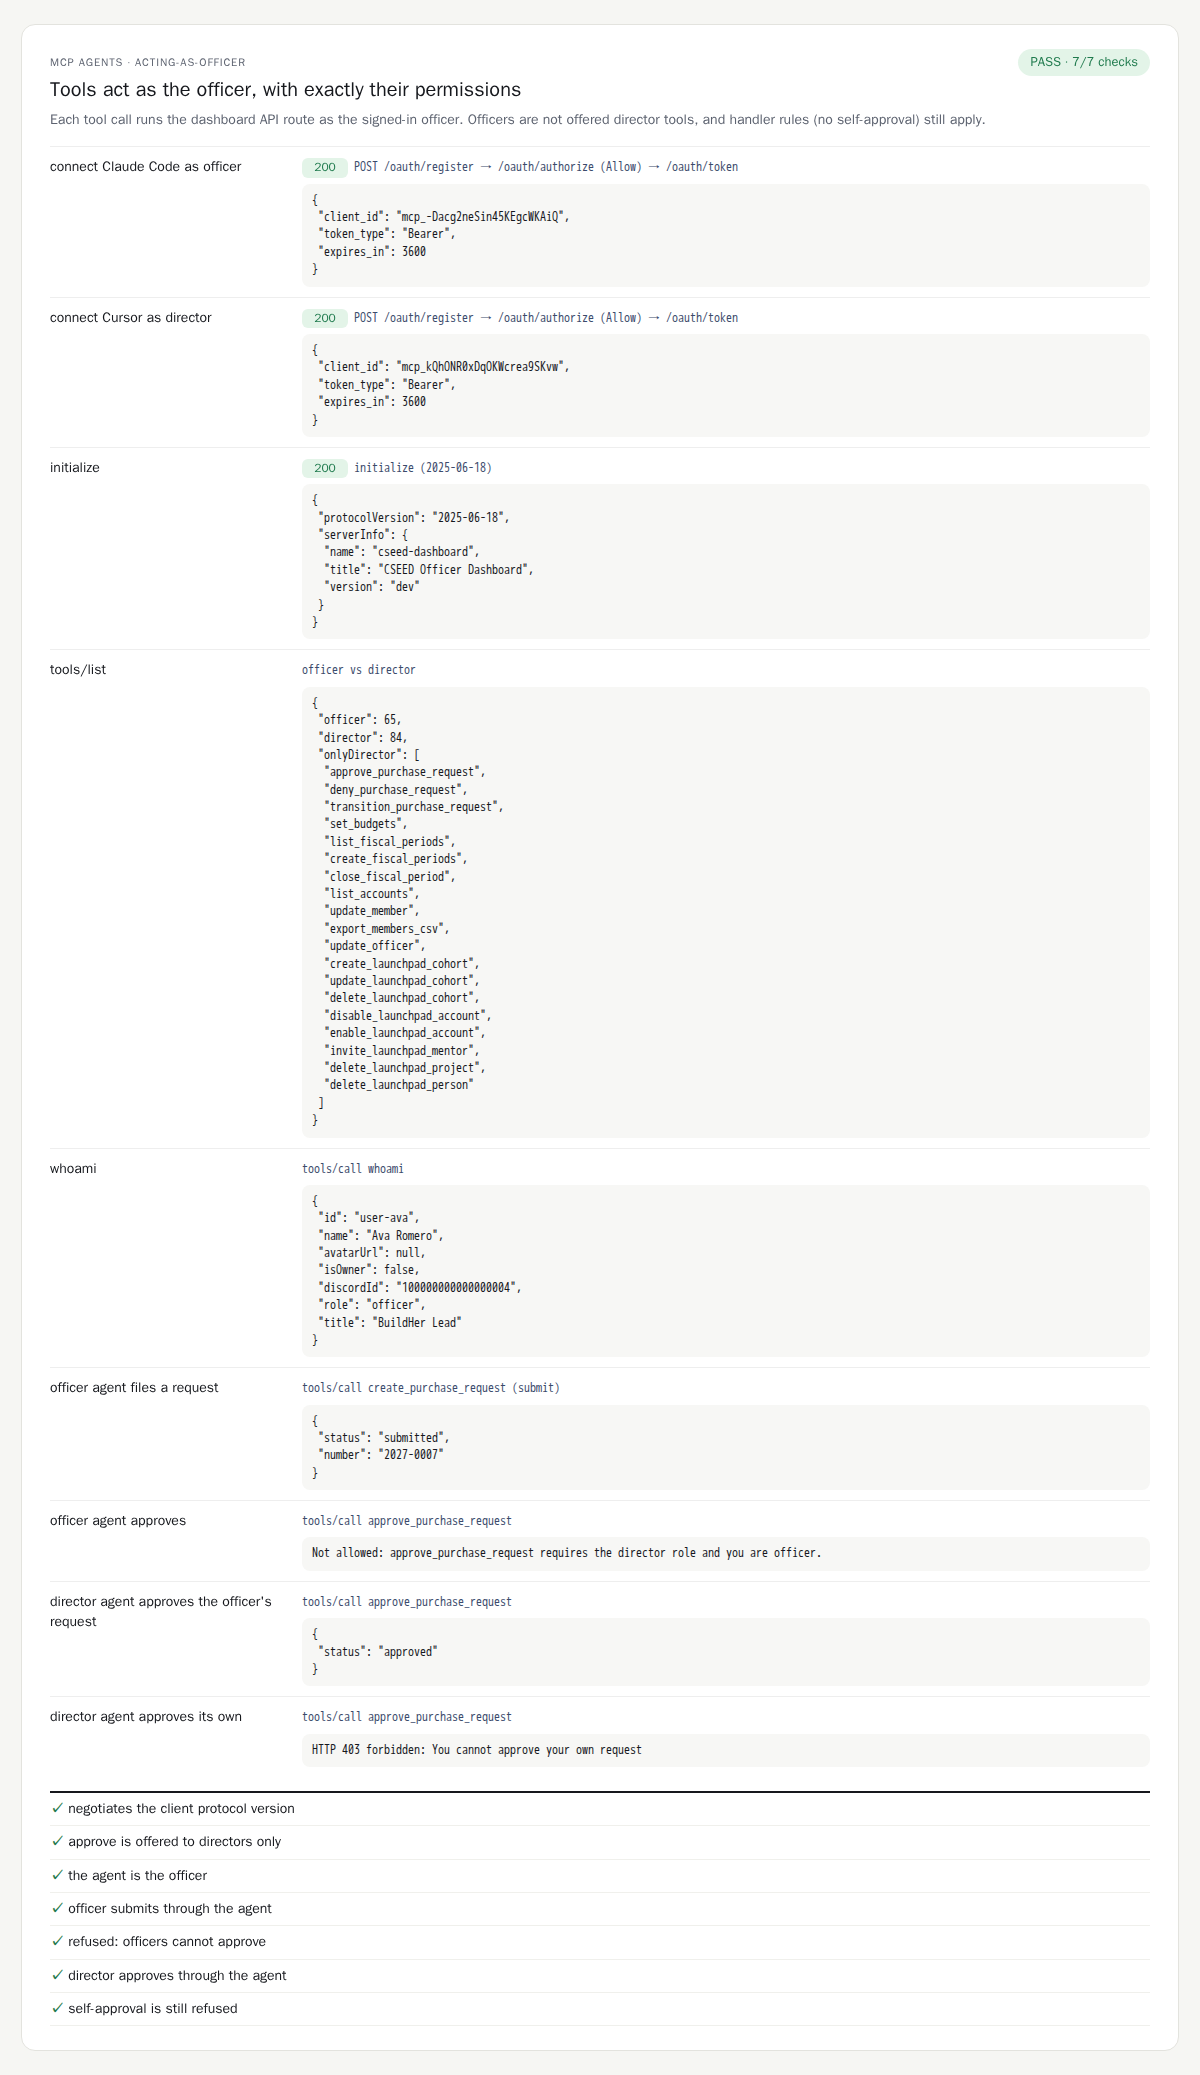 MCP AGENTS · ACTING-AS-OFFICER
PASS · 7/7 checks
Tools act as the officer, with exactly their permissions
Each tool call runs the dashboard API route as the signed-in officer. Officers are not offered director tools, and handler rules (no self-approval) still apply.
connect Claude Code as officer
200 POST /oauth/register → /oauth/authorize (Allow) → /oauth/token
{
"client_id": "mcp_-Dacg2neSin45KEgcWKAiQ",
"token_type": "Bearer",
"expires_in": 3600
}
connect Cursor as director
200 POST /oauth/register → /oauth/authorize (Allow) → /oauth/token
{
"client_id": "mcp_kQhONR0xDqOKWcrea9SKvw",
"token_type": "Bearer",
"expires_in": 3600
}
initialize
200 initialize (2025-06-18)
{
"protocolVersion": "2025-06-18",
"serverInfo": {
"name": "cseed-dashboard",
"title": "CSEED Officer Dashboard",
"version": "dev"
}
}
tools/list
officer vs director
{
"officer": 65,
"director": 84,
"onlyDirector": [
"approve_purchase_request",
"deny_purchase_request",
"transition_purchase_request",
"set_budgets",
"list_fiscal_periods",
"create_fiscal_periods",
"close_fiscal_period",
"list_accounts",
"update_member",
"export_members_csv",
"update_officer",
"create_launchpad_cohort",
"update_launchpad_cohort",
"delete_launchpad_cohort",
"disable_launchpad_account",
"enable_launchpad_account",
"invite_launchpad_mentor",
"delete_launchpad_project",
"delete_launchpad_person"
]
}
whoami
tools/call whoami
{
"id": "user-ava",
"name": "Ava Romero",
"avatarUrl": null,
"isOwner": false,
"discordId": "100000000000000004",
"role": "officer",
"title": "BuildHer Lead"
}
officer agent files a request
tools/call create_purchase_request (submit)
{
"status": "submitted",
"number": "2027-0007"
}
officer agent approves
tools/call approve_purchase_request
Not allowed: approve_purchase_request requires the director role and you are officer.
director agent approves the officer's
request
tools/call approve_purchase_request
{
"status": "approved"
}
director agent approves its own
tools/call approve_purchase_request
HTTP 403 forbidden: You cannot approve your own request
✓ negotiates the client protocol version
✓ approve is offered to directors only
✓ the agent is the officer
✓ officer submits through the agent
✓ refused: officers cannot approve
✓ director approves through the agent
✓ self-approval is still refused